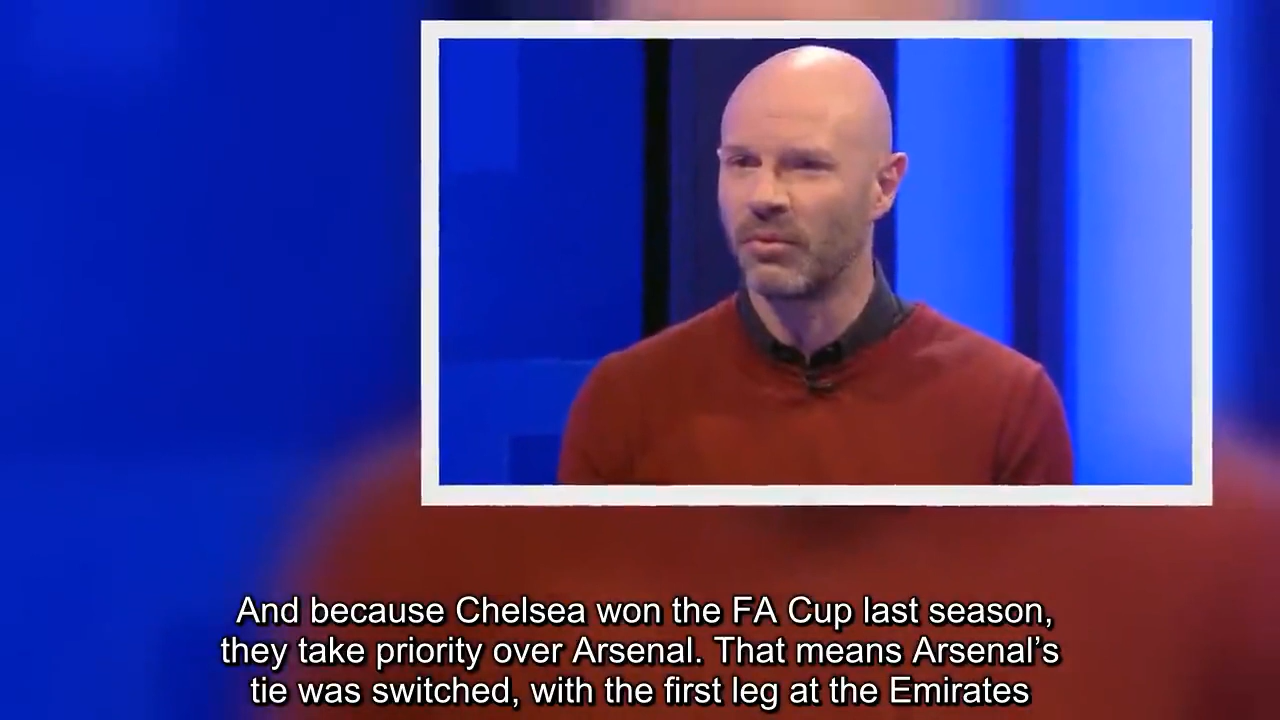 And because Chelsea won the FA Cup last season,
they take priority over Arsenal. That means Arsenal’s
tie was switched, with the first leg at the Emirates